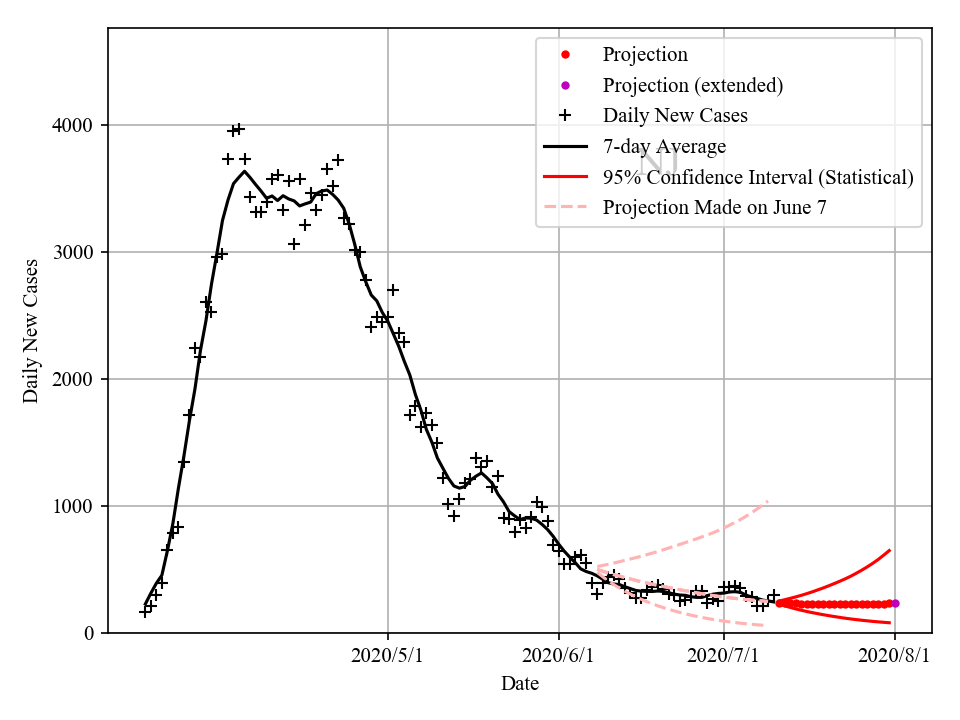 NJ
Projection
Projection (extended)
Daily New Cases
7-day Average
95% Confidence Interval (Statistical)
Projection Made on June 7
Daily New Cases
4000
3000
2000
1000
0
2020/5/1 2020/6/1 2020/7/1 2020/8/1
Date